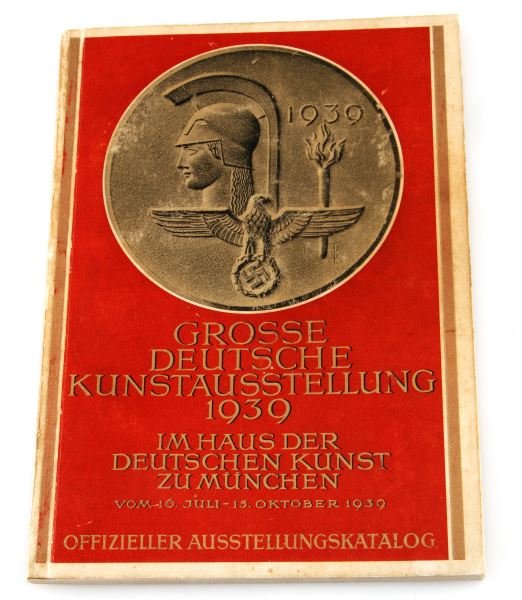 1939
GROSSE
DEUTSCHE
KUNSTAUSSTELLUNG
1939
IM HAUS DER
DEUTSCHEN KUNST
ZU MÜNCHEN
VOM 16. JULI-15. OKTOBER 1939
OFFIZIELLER AUSSTELLUNGSKATALOG